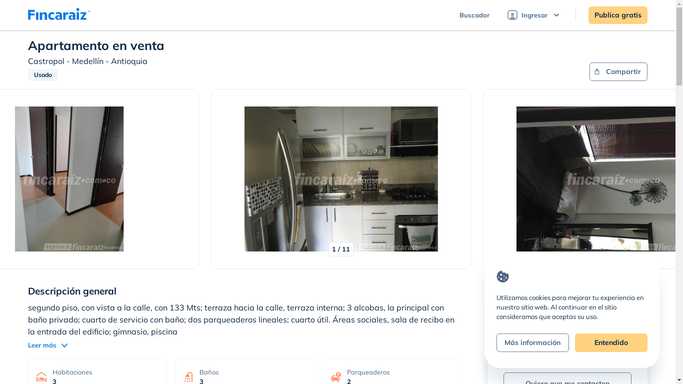 Fincaraiz
Buscador
Ingresar
Publica gratis
Apartamento en venta
Castropol - Medellín - Antioquia
Usado
Compartir
fincaraiz.com.co
fincaraiz
fincaraiz.com.co
fincaraiz.com.co
1 / 11
Descripción general
segundo piso, con vista a la calle, con 133 Mts; terraza hacia la calle, terraza interna; 3 alcobas, la principal con
baño privado; cuarto de servicio con baño; dos parqueaderos lineales; cuarto útil. Áreas sociales, sala de recibo en
la entrada del edificio; gimnasio, piscina
Leer más
Habitaciones
3
Baños
3
Parqueaderos
2
Utilizamos cookies para mejorar tu experiencia en
nuestro sitio web. Al continuar en el sitio
consideramos que aceptas su uso.
Más información
Entendido
Quiero que me contacten